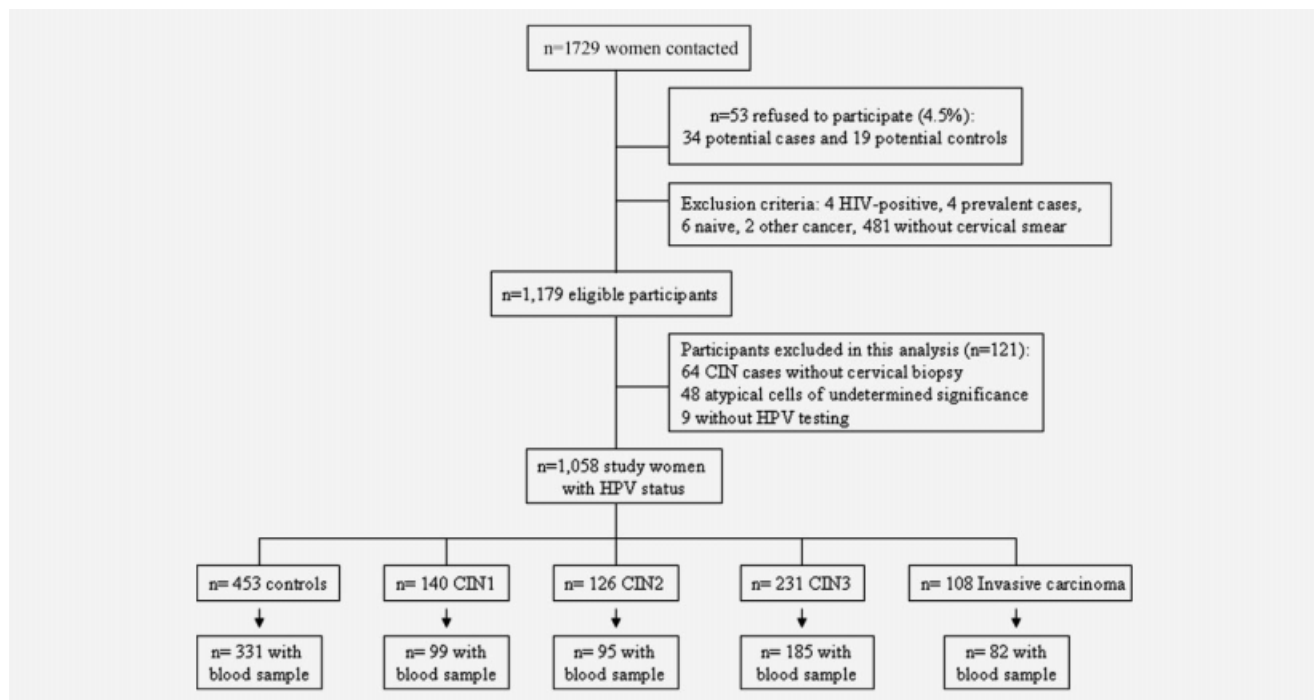 n=1729 women contacted
n=53 refused to participate (4.5%):
34 potential cases and 19 potential controls
Exclusion criteria: 4 HIV-positive, 4 prevalent cases,
6 naive, 2 other cancer, 481 without cervical smear
n=1,179 eligible participants
Participants excluded in this analysis (n=121):
64 CIN cases without cervical biopsy
48 atypical cells of undetermined significance
9 without HPV testing
n=1,058 study women
with HPV status
n= 453 controls
n= 140 CIN1
n= 126 CIN2
n= 231 CIN3
n= 108 Invasive carcinoma
n= 331 with
blood sample
n= 99 with
blood sample
n= 95 with
blood sample
n= 185 with
blood sample
n= 82 with
blood sample